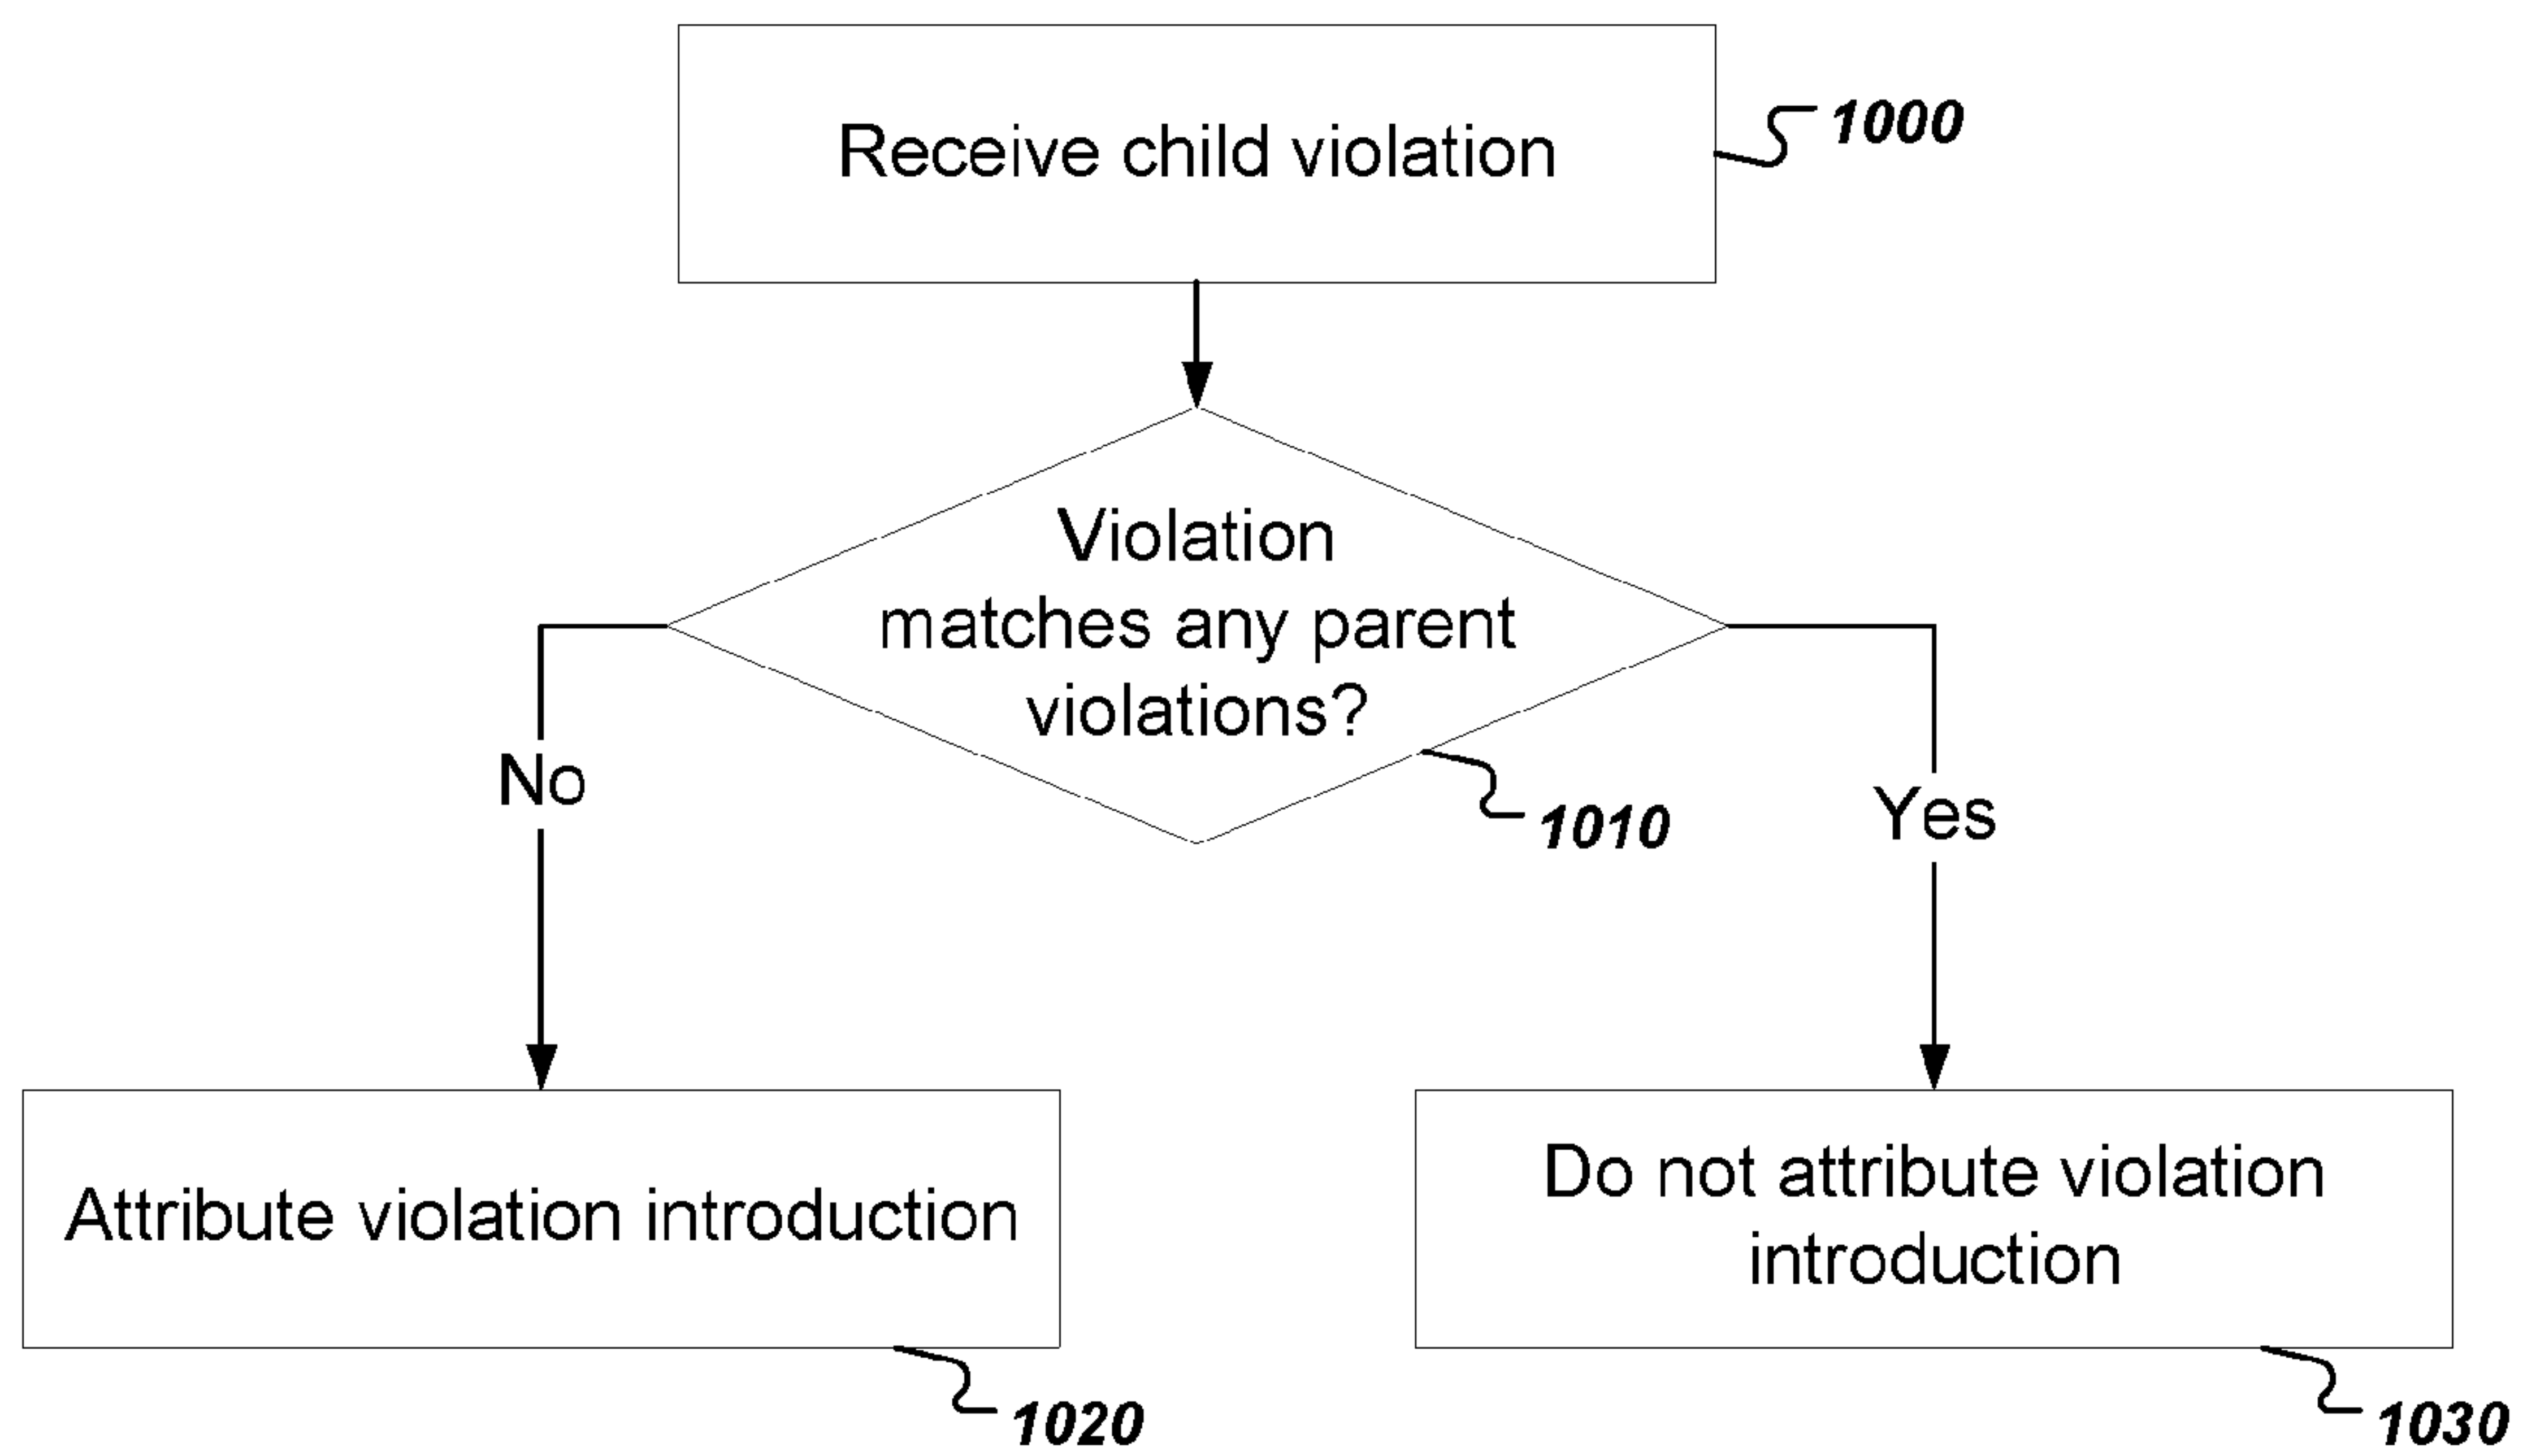 Receive child violation
1000
Violation
matches any parent
violations?
1010
No
Yes
Attribute violation introduction
1020
Do not attribute violation
introduction
1030